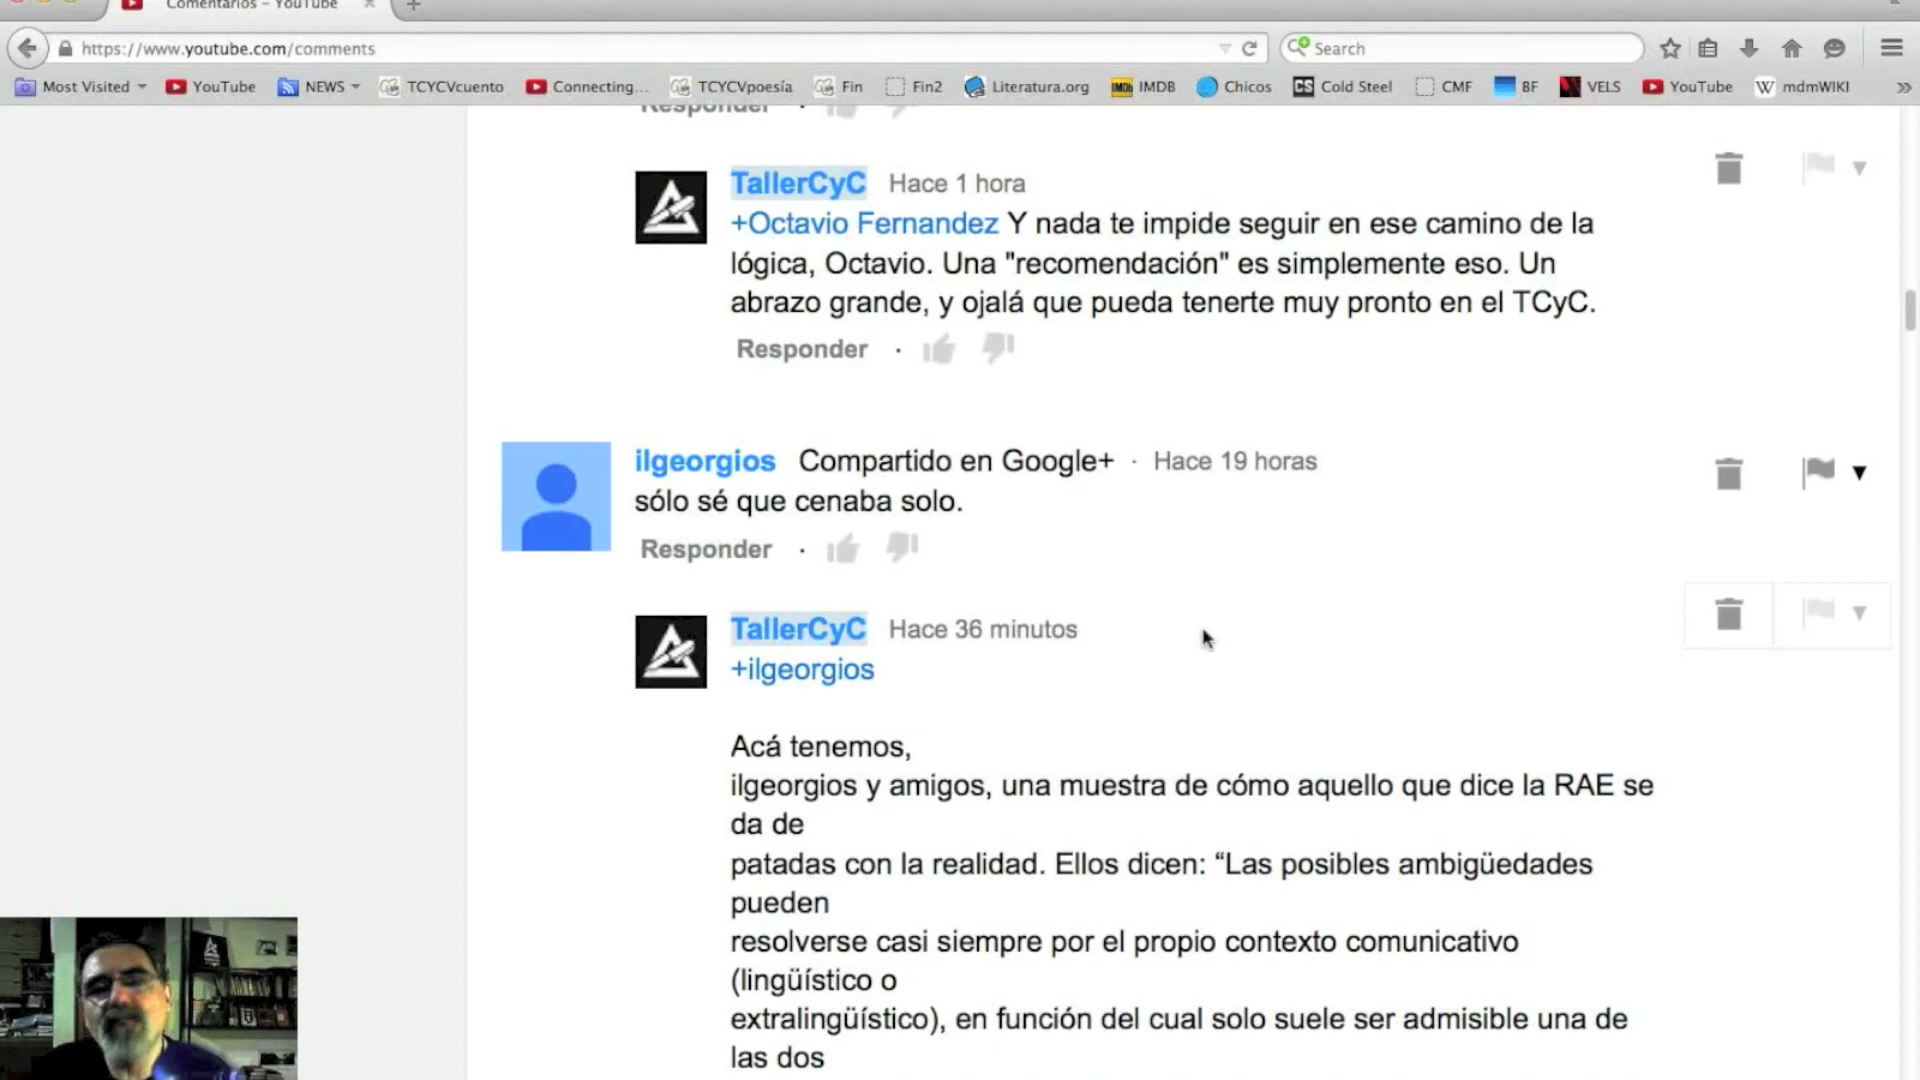 Comentarios - YouTube
https://www.youtube.com/comments
Search
Most Visited
YouTube
NEWS
TCYCVcuento
Connecting...
TCYCVpoesía
Fin
Fin2
Literatura.org
IMDB
Chicos
Cold Steel
CMF
BF
VELS
YouTube
mdmWIKI
Responder
TallerCyC Hace 1 hora
+Octavio Fernandez Y nada te impide seguir en ese camino de la
lógica, Octavio. Una "recomendación" es simplemente eso. Un
abrazo grande, y ojalá que pueda tenerte muy pronto en el TCyC.
Responder ·
ilgeorgios Compartido en Google+ · Hace 19 horas
sólo sé que cenaba solo.
Responder ·
TallerCyC Hace 36 minutos
+ilgeorgios
Acá tenemos,
ilgeorgios y amigos, una muestra de cómo aquello que dice la RAE se
da de
patadas con la realidad. Ellos dicen: “Las posibles ambigüedades
pueden
resolverse casi siempre por el propio contexto comunicativo
(lingüístico o
extralingüístico), en función del cual solo suele ser admisible una de
las dos